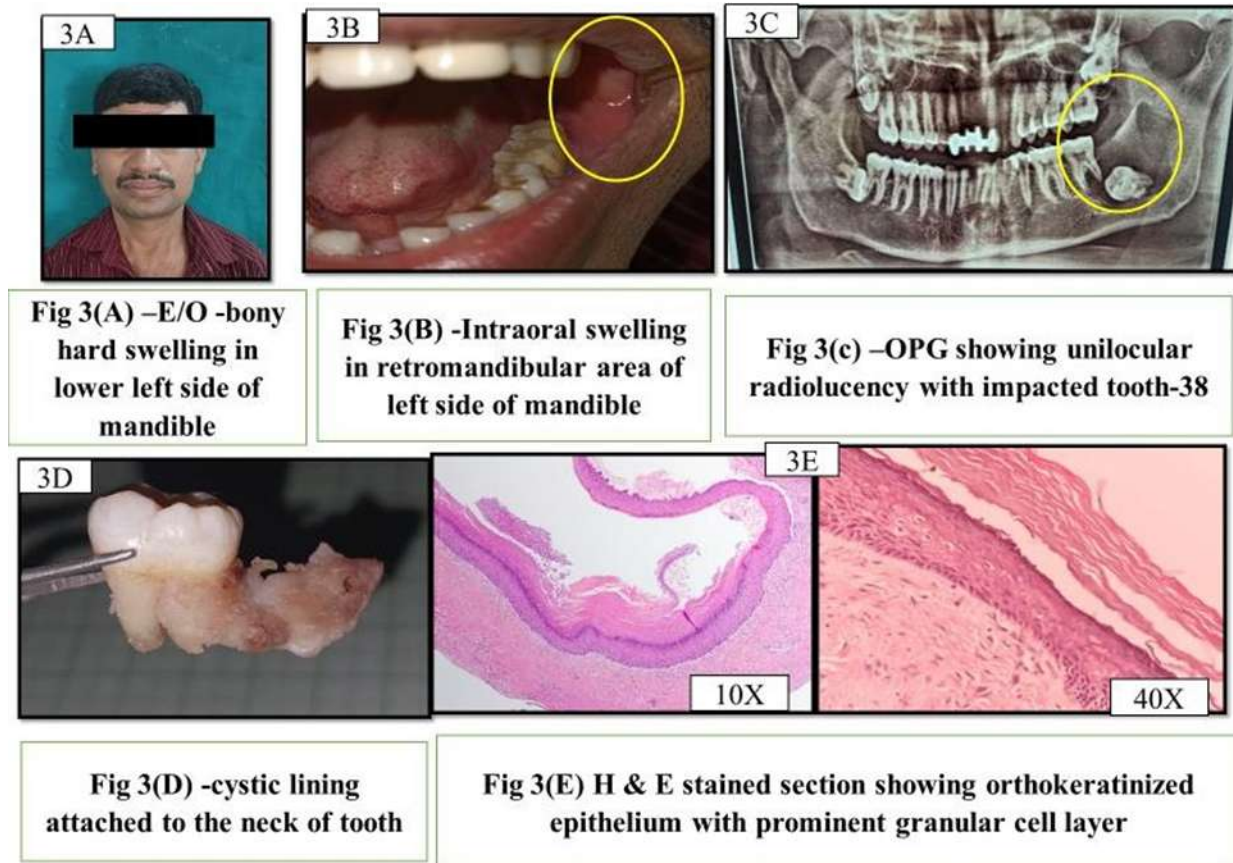 3A
3B
3C
Fig 3(A) –E/O -bony
hard swelling in
lower left side of
mandible
Fig 3(B) -Intraoral swelling
in retromandibular area of
left side of mandible
Fig 3(c) –OPG showing unilocular
radiolucency with impacted tooth-38
3D
3E
10X
40X
Fig 3(D) -cystic lining
attached to the neck of tooth
Fig 3(E) H & E stained section showing orthokeratinized
epithelium with prominent granular cell layer